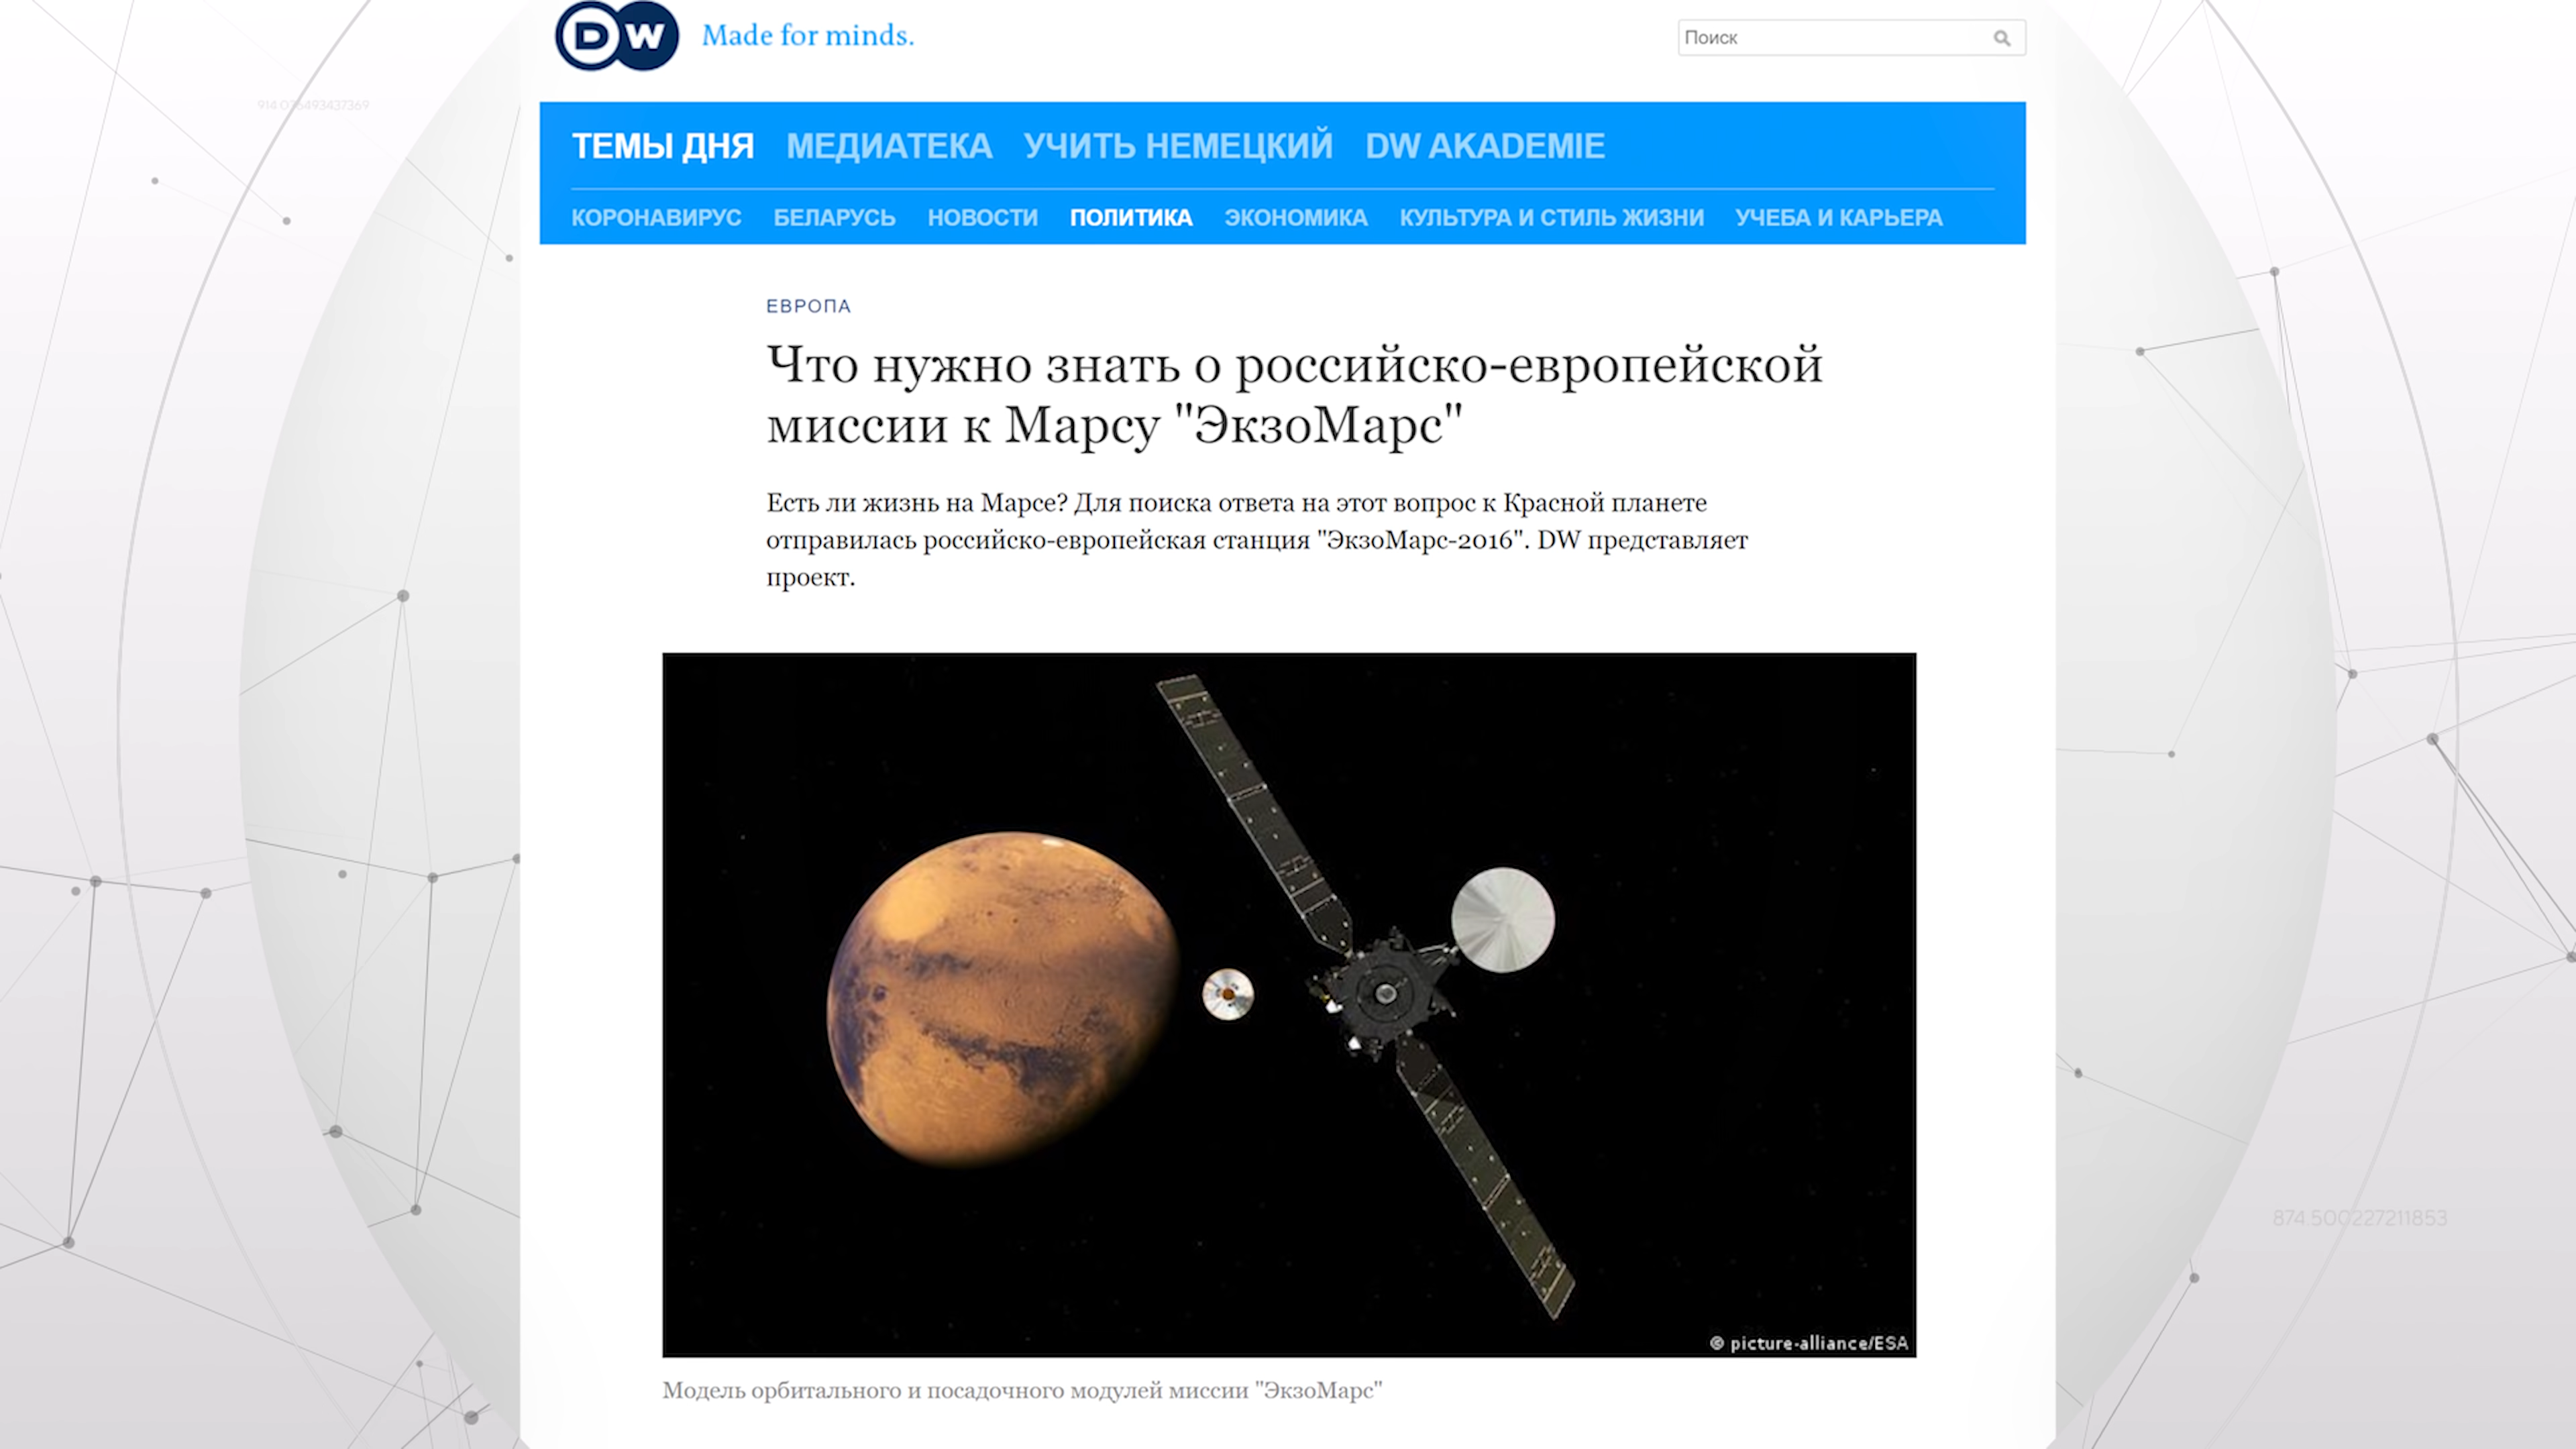 DW Made for minds.
Поиск
914.076493437369
ТЕМЫ ДНЯ МЕДИАТЕКА УЧИТЬ НЕМЕЦКИЙ DW AKADEMIE
КОРОНАВИРУС БЕЛАРУСЬ НОВОСТИ ПОЛИТИКА ЭКОНОМИКА КУЛЬТУРА И СТИЛЬ ЖИЗНИ УЧЕБА И КАРЬЕРА
ЕВРОПА
Что нужно знать о российско-европейской
миссии к Марсу "ЭкзоМарс"
Есть ли жизнь на Марсе? Для поиска ответа на этот вопрос к Красной планете
отправилась российско-европейская станция "ЭкзоМарс-2016". DW представляет
проект.
874.500227211853
© picture-alliance/ESA
Модель орбитального и посадочного модулей миссии "ЭкзоМарс"